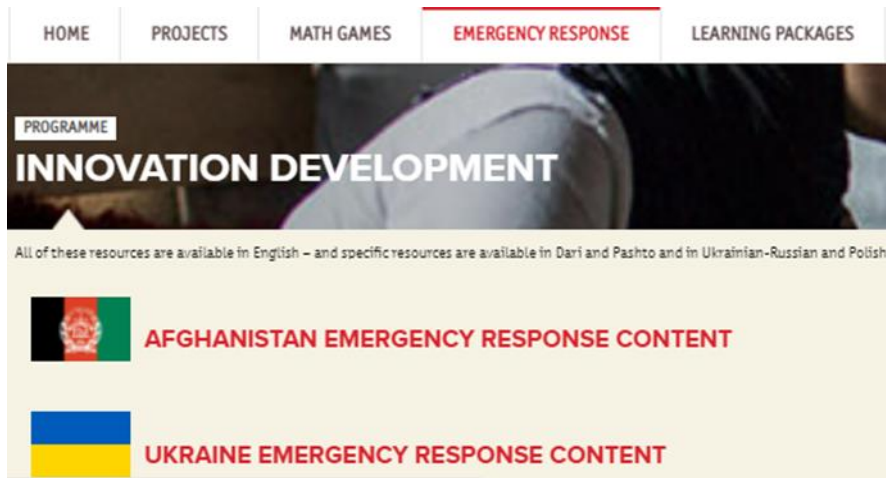 HOME PROJECTS MATH GAMES EMERGENCY RESPONSE LEARNING PACKAGES
PROGRAMME
INNOVATION DEVELOPMENT
All of these resources are available in English – and specific resources are available in Dari and Pashto and in Ukrainian-Russian and Polish
AFGHANISTAN EMERGENCY RESPONSE CONTENT
UKRAINE EMERGENCY RESPONSE CONTENT